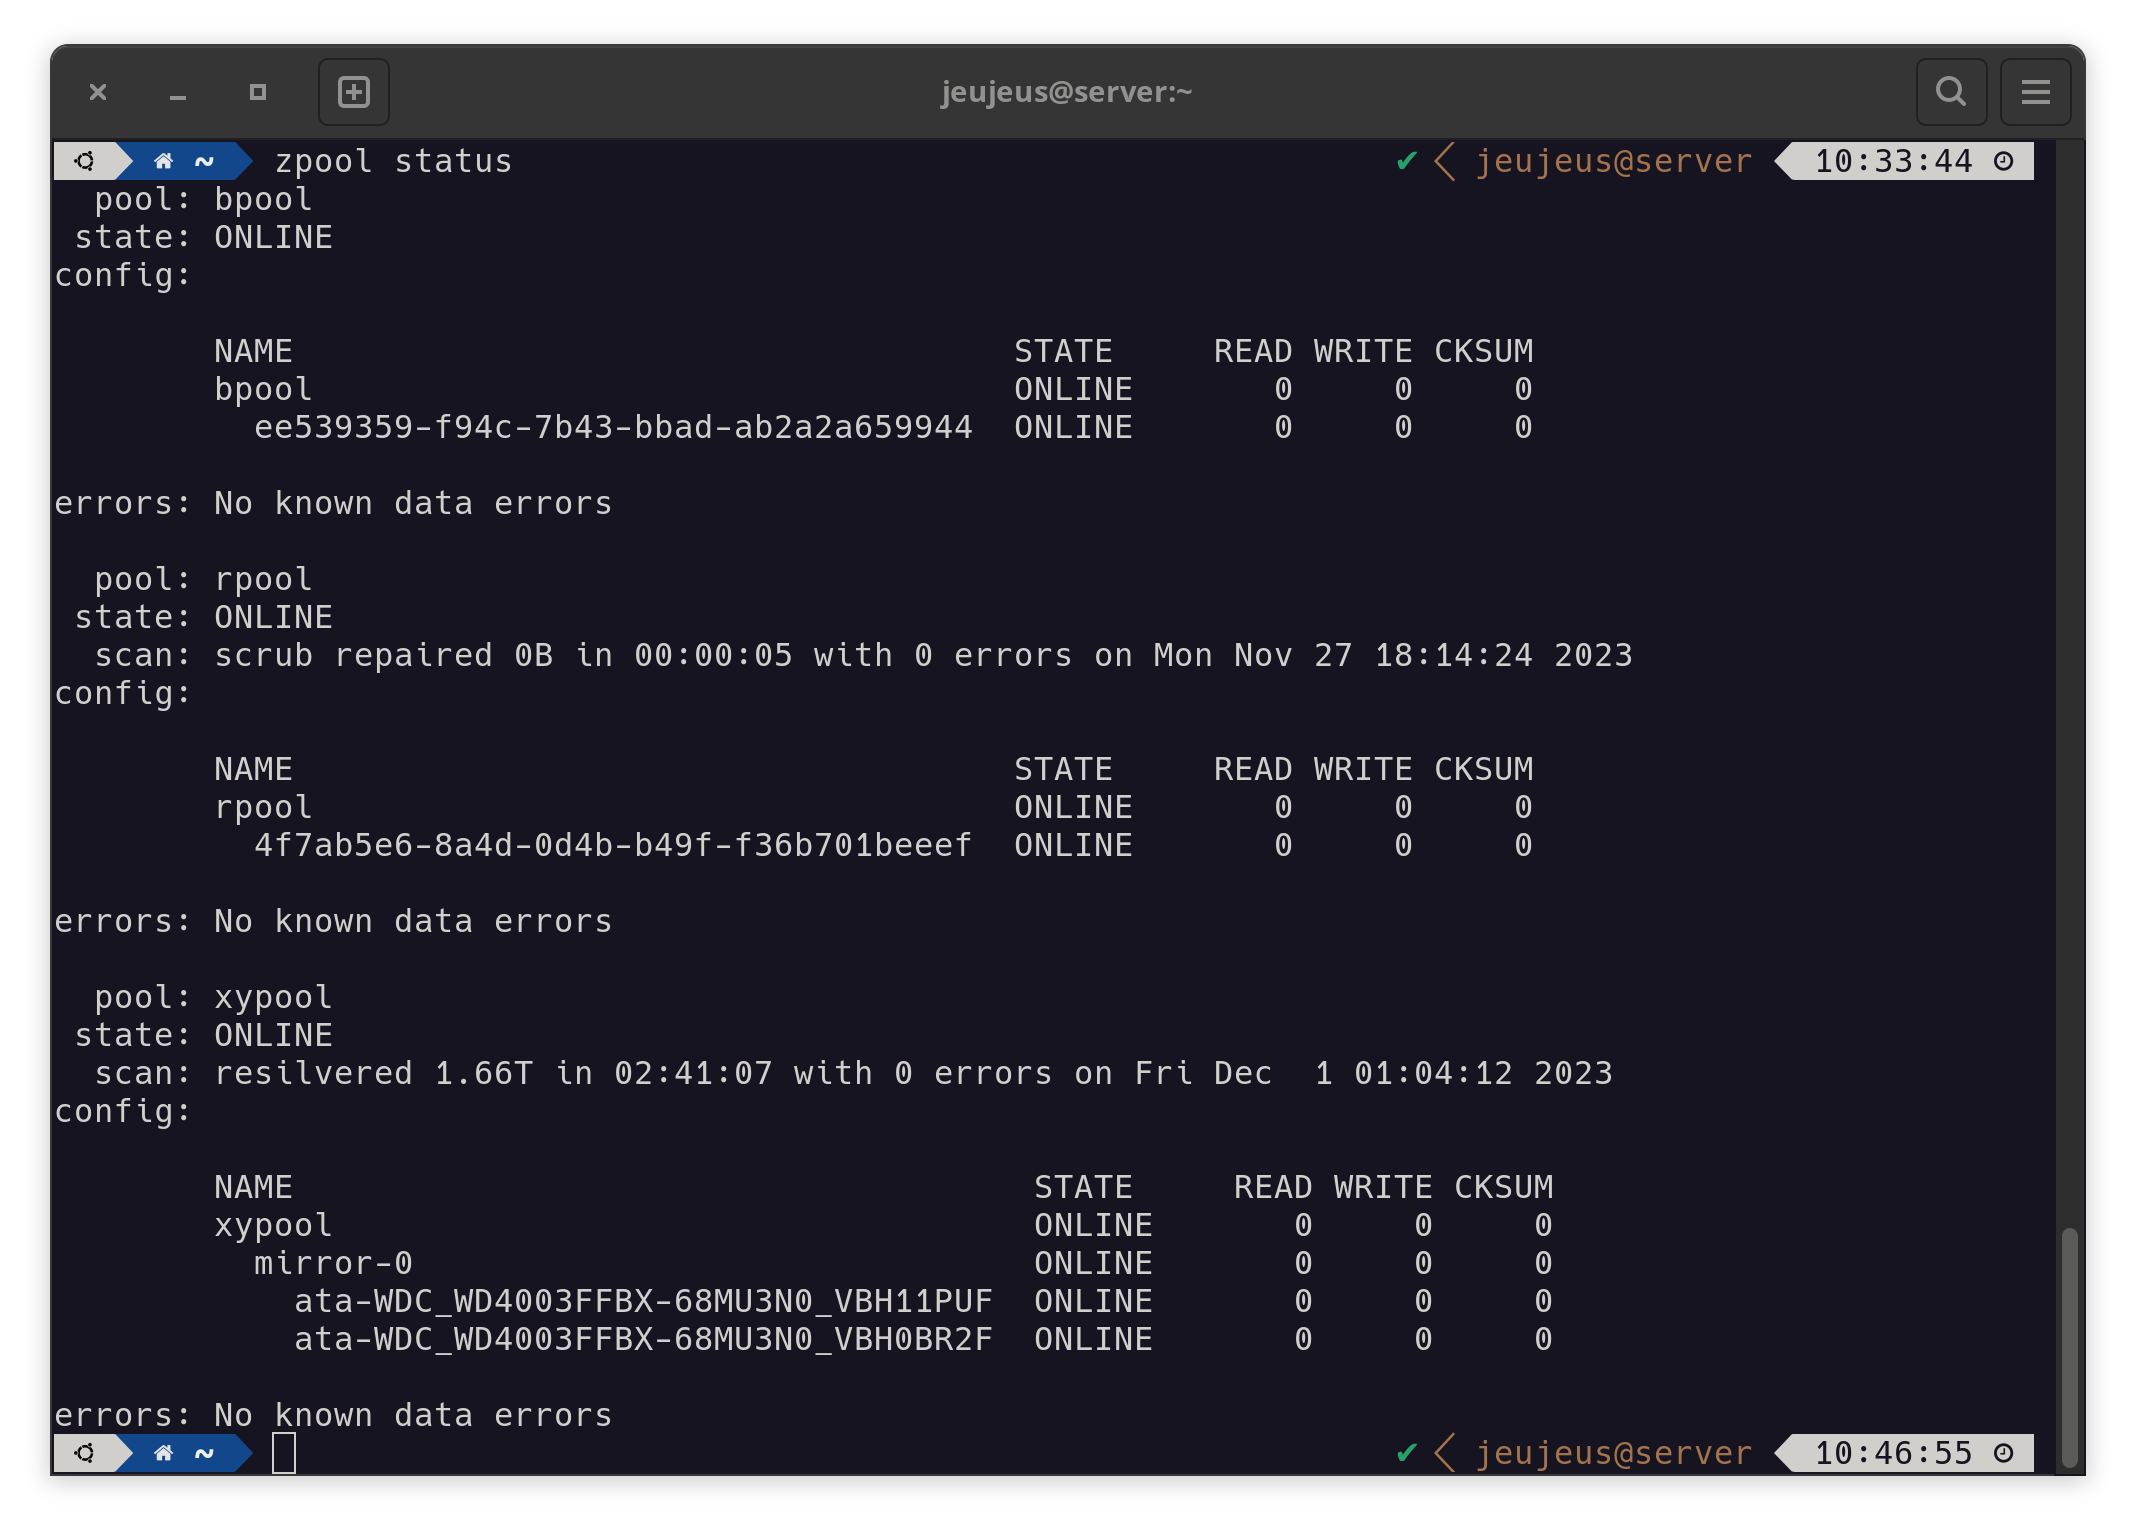 jeujeus@server:~
~ zpool status ✔ jeujeus@server 10:33:44
  pool: bpool
 state: ONLINE
config:
        NAME                                    STATE     READ WRITE CKSUM
        bpool                                   ONLINE       0     0     0
          ee539359-f94c-7b43-bbad-ab2a2a659944  ONLINE       0     0     0
errors: No known data errors
  pool: rpool
 state: ONLINE
  scan: scrub repaired 0B in 00:00:05 with 0 errors on Mon Nov 27 18:14:24 2023
config:
        NAME                                    STATE     READ WRITE CKSUM
        rpool                                   ONLINE       0     0     0
          4f7ab5e6-8a4d-0d4b-b49f-f36b701beeef  ONLINE       0     0     0
errors: No known data errors
  pool: xypool
 state: ONLINE
  scan: resilvered 1.66T in 02:41:07 with 0 errors on Fri Dec  1 01:04:12 2023
config:
        NAME                                     STATE     READ WRITE CKSUM
        xypool                                   ONLINE       0     0     0
          mirror-0                               ONLINE       0     0     0
            ata-WDC_WD4003FFBX-68MU3N0_VBH11PUF  ONLINE       0     0     0
            ata-WDC_WD4003FFBX-68MU3N0_VBH0BR2F  ONLINE       0     0     0
errors: No known data errors
~ ✔ jeujeus@server 10:46:55